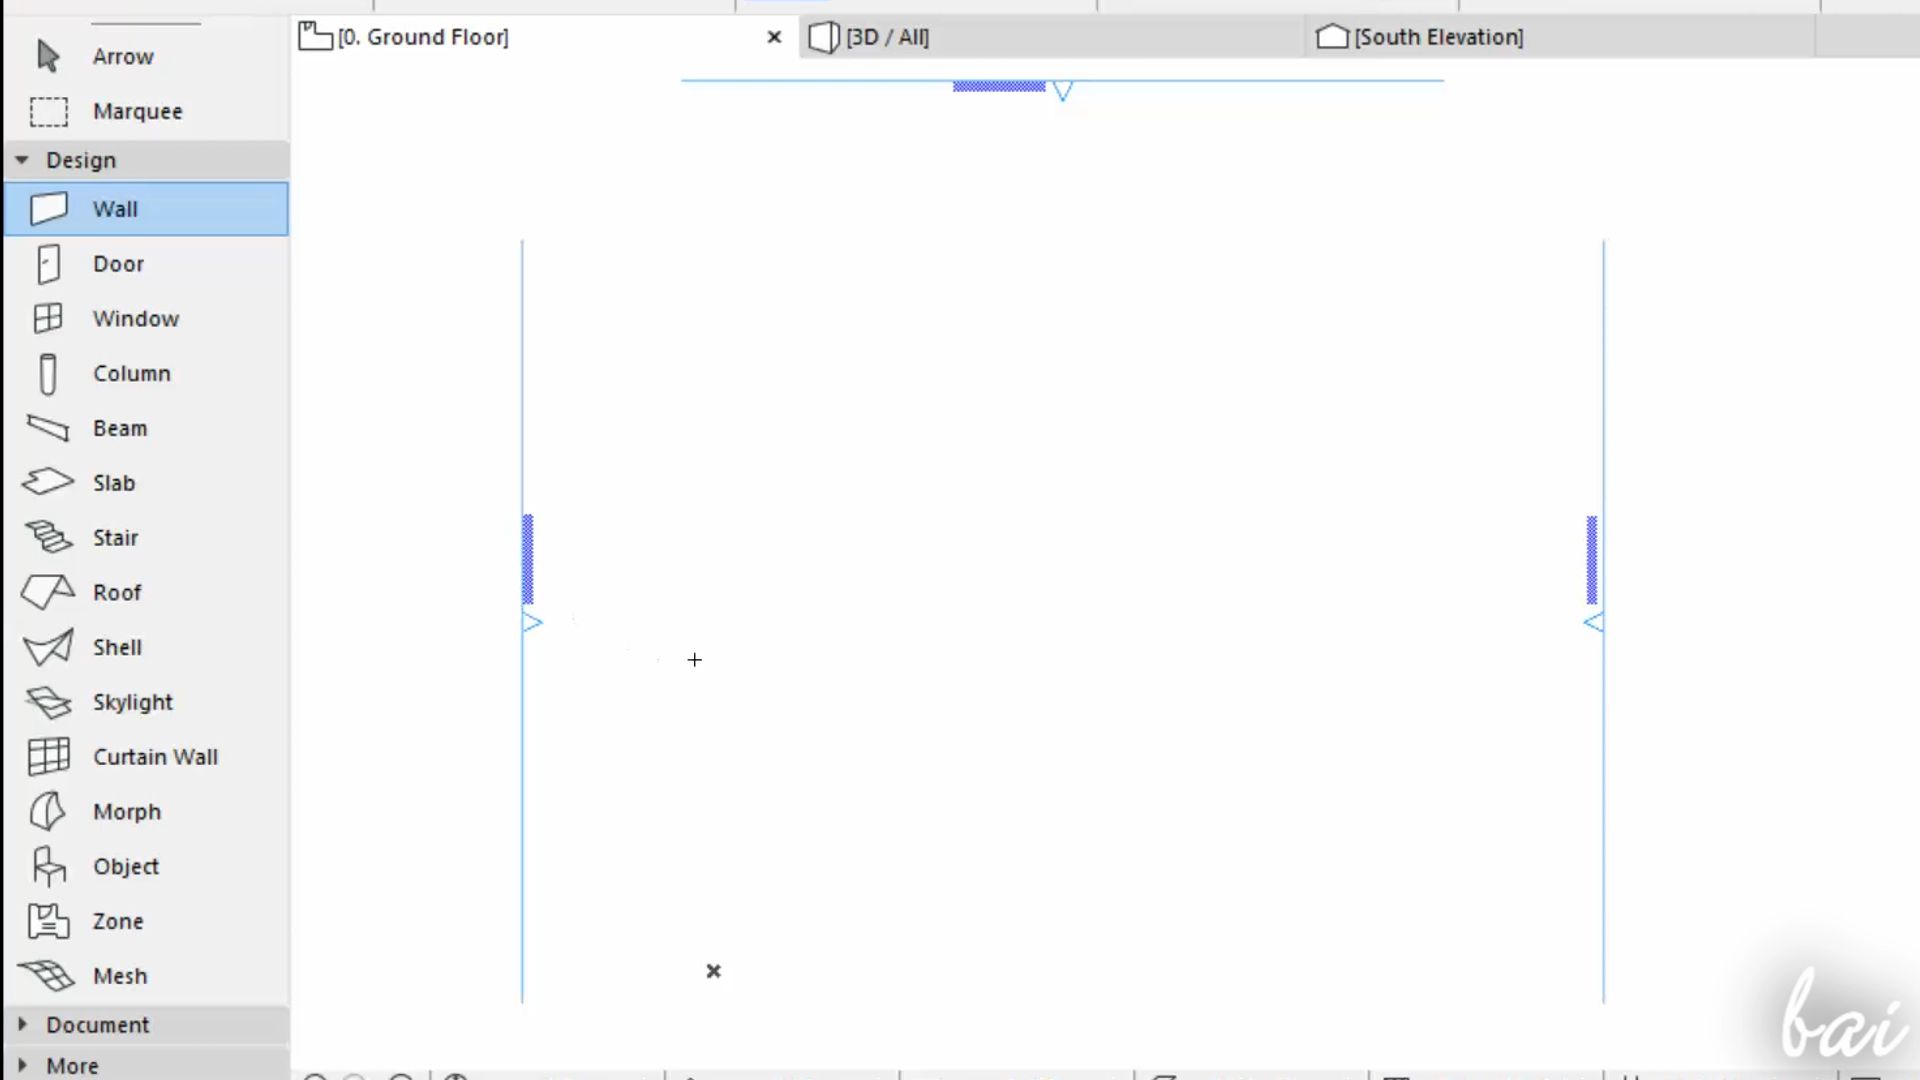 [0. Ground Floor]
[3D / All]
[South Elevation]
Arrow
Marquee
Design
Wall
Door
Window
Column
Beam
Slab
Stair
Roof
Shell
Skylight
Curtain Wall
Morph
Object
Zone
Mesh
Document
More
bai